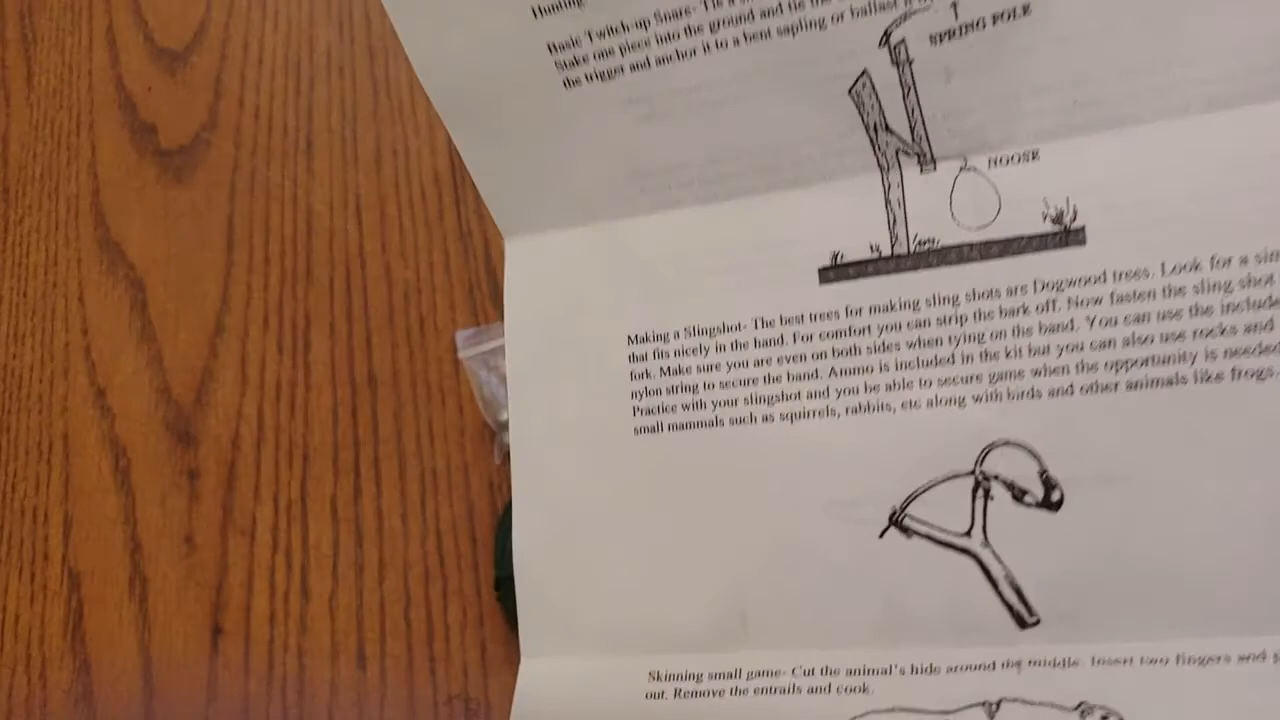 Hunting
Basic Twitch-up Snare- Tie a
Stake one piece into the ground and tie the
the trigger and anchor it to a bent sapling or ballast
SPRING POLE
NOOSE
Making a Slingshot- The best trees for making sling shots are Dogwood trees. Look for a
that fits nicely in the hand. For comfort you can strip the bark off. Now fasten the sling shot
fork. Make sure you are even on both sides when tying on the band. You can use the include
nylon string to secure the band. Ammo is included in the kit but you can also use rocks and
Practice with your slingshot and you be able to secure game when the opportunity is needed
small mammals such as squirrels, rabbits, etc along with birds and other animals like frogs.
Skinning small game- Cut the animal's hide around the middle. Insert two fingers and
out. Remove the entrails and cook.